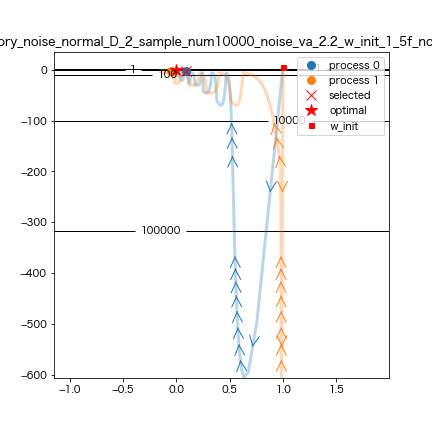 ory_noise_normal_D_2_sample_num10000_noise_va_2.2_w_init_1_5f_no
process 0
process 1
selected
optimal
w_init
1
100
10000
100000
0
−100
−200
−300
−400
−500
−600
−1.0
−0.5
0.0
0.5
1.0
1.5